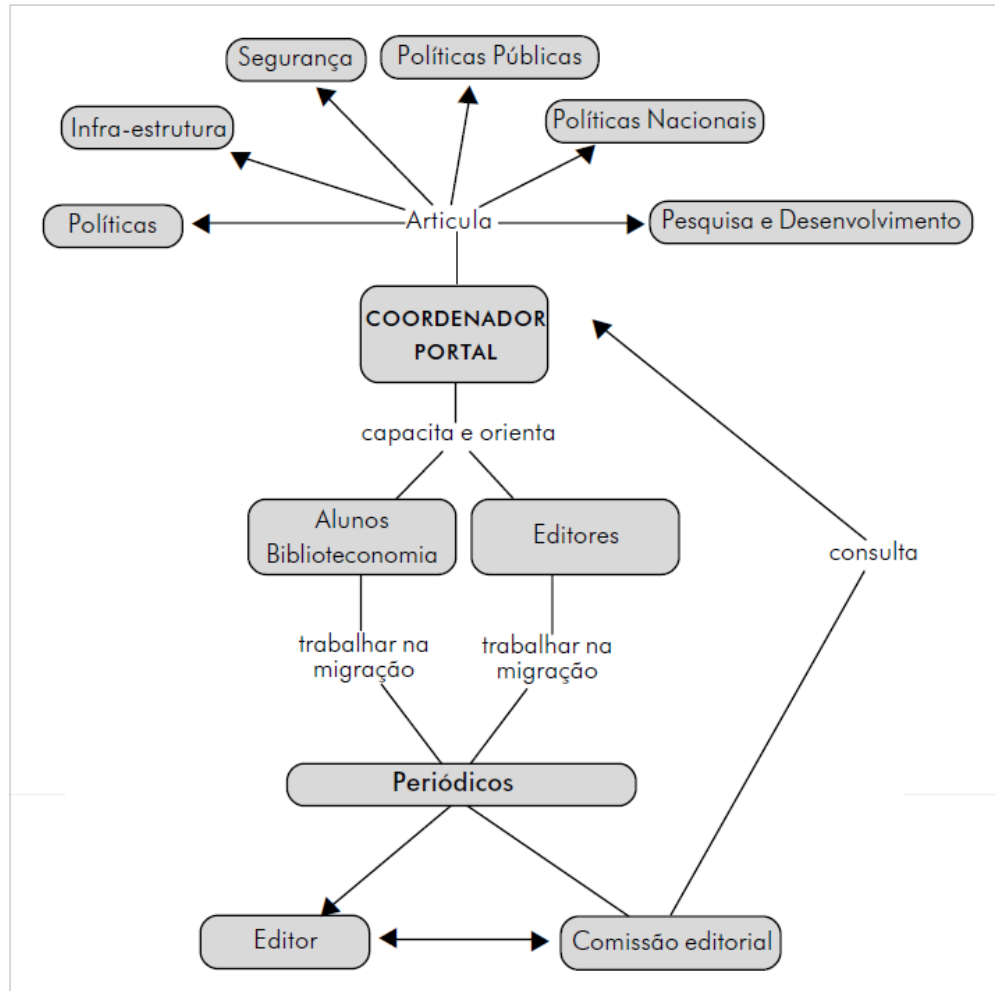 Segurança
Políticas Públicas
Infra-estrutura
Políticas Nacionais
Políticas
Articula
Pesquisa e Desenvolvimento
COORDENADOR
PORTAL
capacita e orienta
Alunos
Biblioteconomia
Editores
consulta
trabalhar na
migração
trabalhar na
migração
Periódicos
Editor
Comissão editorial